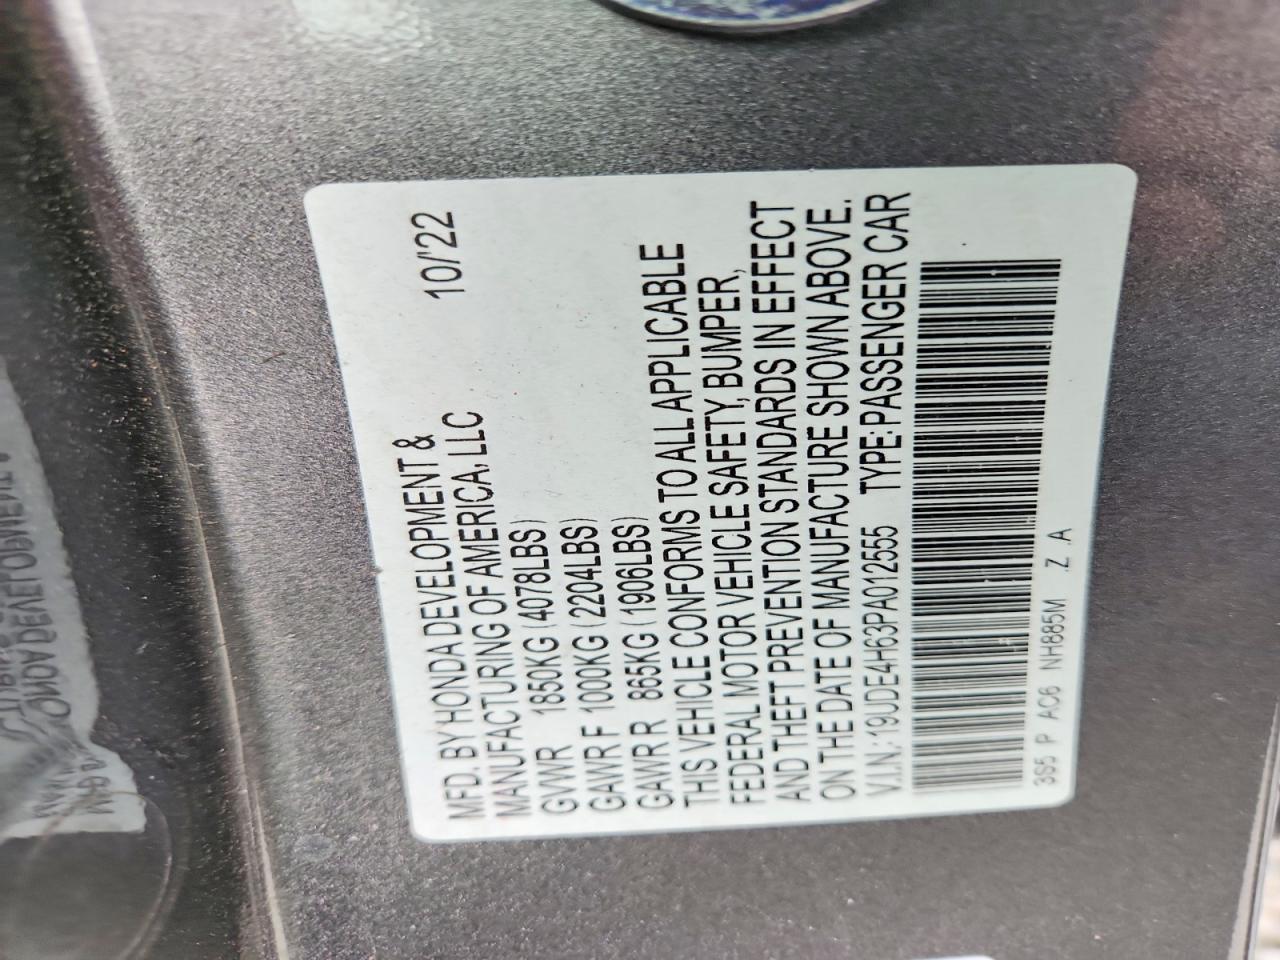 MFD. BY HONDA DEVELOPMENT &
MANUFACTURING OF AMERICA, LLC 10/'22
GVWR 1850KG (4078LBS)
GAWR F 1000KG (2204LBS)
GAWR R 865KG (1906LBS)
THIS VEHICLE CONFORMS TO ALL APPLICABLE
FEDERAL MOTOR VEHICLE SAFETY, BUMPER,
AND THEFT PREVENTION STANDARDS IN EFFECT
ON THE DATE OF MANUFACTURE SHOWN ABOVE.
V.I.N.: 19UDE4H63PA012555 TYPE: PASSENGER CAR
3S5 P AC6 NH885M .Z .A